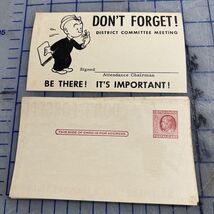 DON'T FORGET!
DISTRICT COMMITTEE MEETING
Signed
Attendance Chairman
BE THERE! IT'S IMPORTANT!
THIS SIDE OF CARD IS FOR ADDRESS